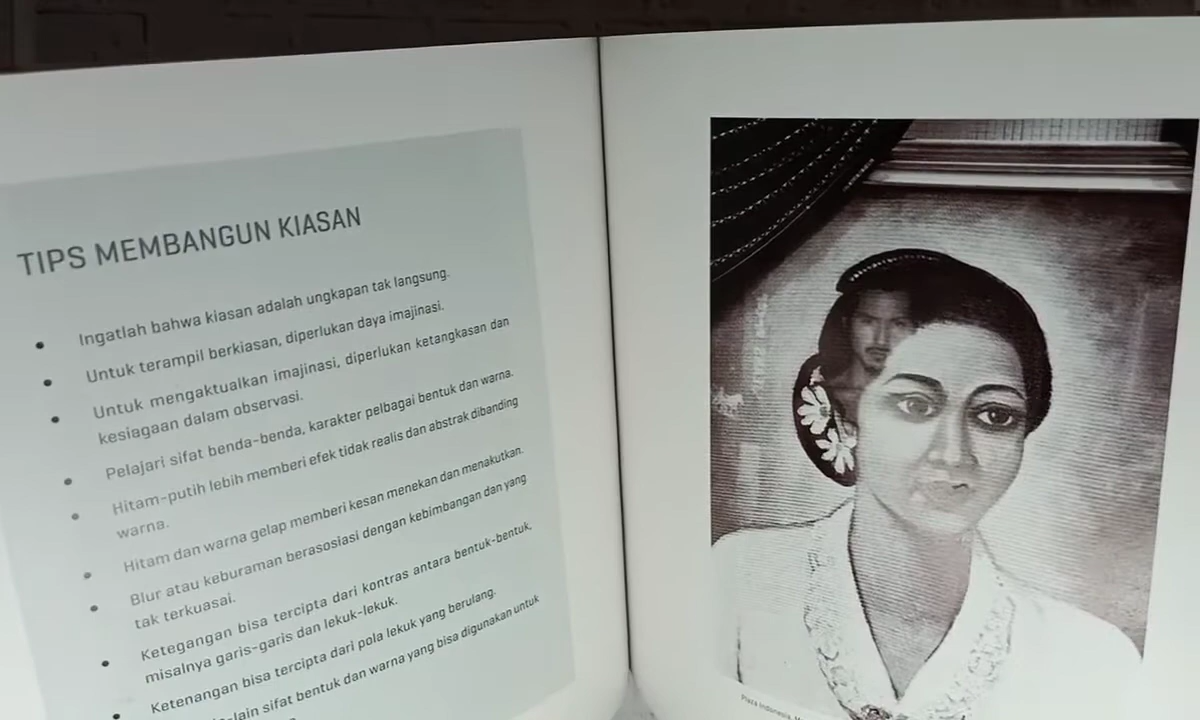 TIPS MEMBANGUN KIASAN
Ingatlah bahwa kiasan adalah ungkapan tak langsung.
Untuk terampil berkiasan, diperlukan daya imajinasi.
Untuk mengaktualkan imajinasi, diperlukan ketangkasan dan
kesiagaan dalam observasi.
Pelajari sifat benda-benda, karakter pelbagai bentuk dan warna.
Hitam-putih lebih memberi efek tidak realis dan abstrak dibanding
warna.
Hitam dan warna gelap memberi kesan menekan dan menakutkan.
Blur atau keburaman berasosiasi dengan kebimbangan dan yang
tak terkuasai.
Ketegangan bisa tercipta dari kontras antara bentuk-bentuk,
misalnya garis-garis dan lekuk-lekuk.
Ketenangan bisa tercipta dari pola lekuk yang berulang.
-lain sifat bentuk dan warna yang bisa digunakan untuk
Plaza Indonesia,